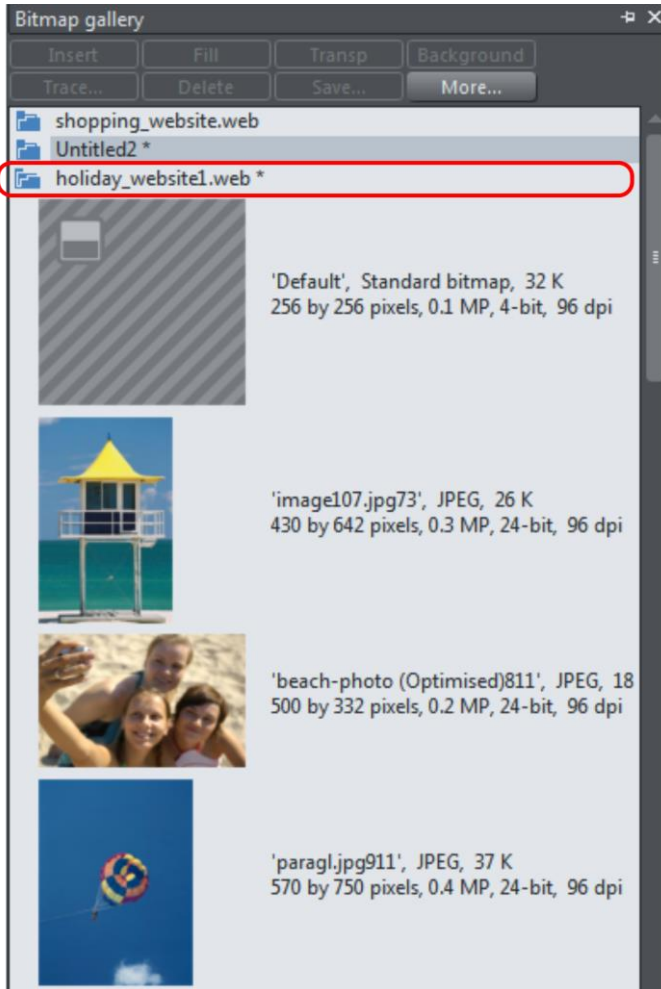 Bitmap gallery
Insert Fill Transp Background
Trace... Delete Save... More...
shopping_website.web
Untitled2 *
holiday_website1.web *
'Default', Standard bitmap, 32 K
256 by 256 pixels, 0.1 MP, 4-bit, 96 dpi
'image107.jpg73', JPEG, 26 K
430 by 642 pixels, 0.3 MP, 24-bit, 96 dpi
'beach-photo (Optimised)811', JPEG, 18
500 by 332 pixels, 0.2 MP, 24-bit, 96 dpi
'paragl.jpg911', JPEG, 37 K
570 by 750 pixels, 0.4 MP, 24-bit, 96 dpi